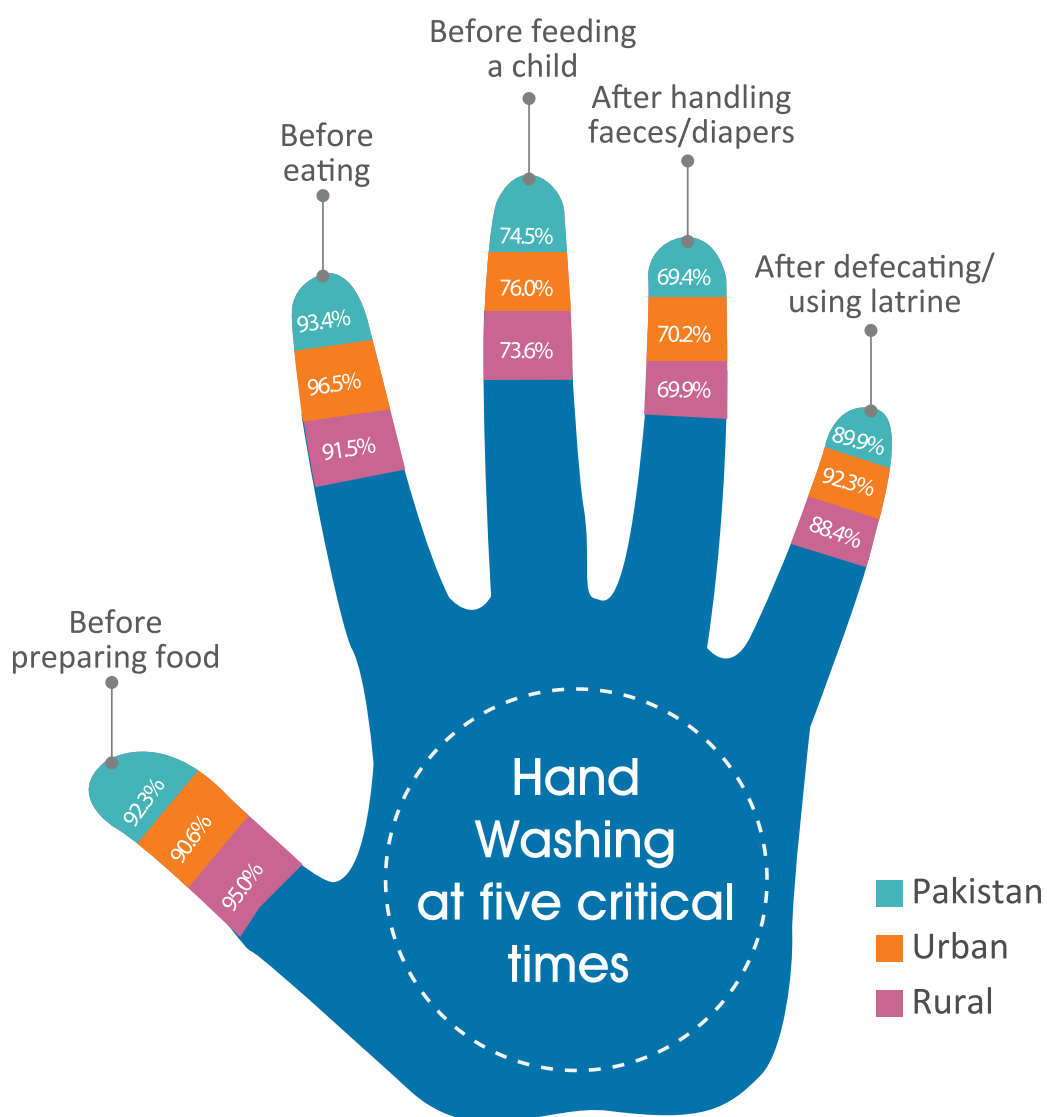 Before feeding
a child
74.5%
76.0%
73.6%
After handling
faeces/diapers
69.4%
70.2%
69.9%
Before
eating
93.4%
96.5%
91.5%
After defecating/
using latrine
89.9%
92.3%
88.4%
Before
preparing food
92.3%
90.6%
95.0%
Hand
Washing
at five critical
times
Pakistan
Urban
Rural